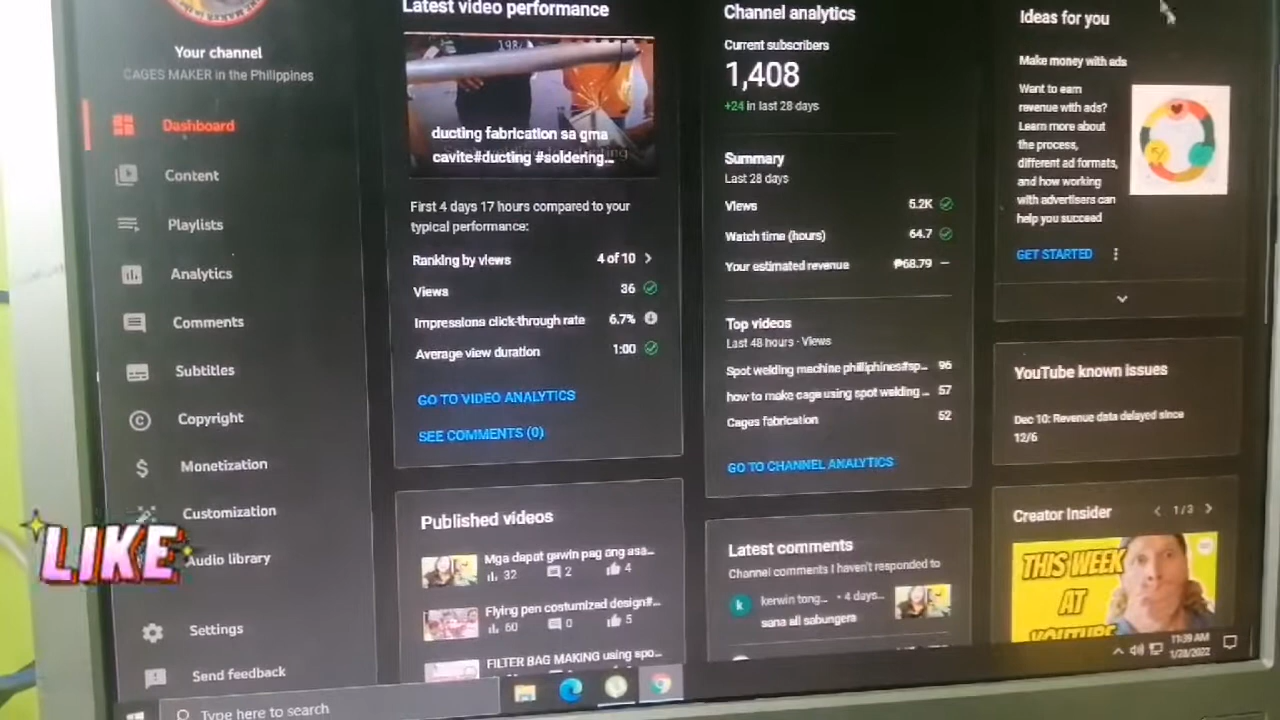 Your channel
CAGES MAKER in the Philippines
Dashboard
Content
Playlists
Analytics
Comments
Subtitles
Copyright
Monetization
Customization
Audio library
Settings
Send feedback
LIKE
Latest video performance
ducting fabrication sa gma
cavite#ducting #soldering...
First 4 days 17 hours compared to your
typical performance:
Ranking by views 4 of 10
Views 36
Impressions click-through rate 6.7%
Average view duration 1:00
GO TO VIDEO ANALYTICS
SEE COMMENTS (0)
Published videos
Mga dapat gawin pag ang asa...
32 2 4
Flying pen costumized design#...
60 0 5
FILTER BAG MAKING using spo...
Channel analytics
Current subscribers
1,408
+24 in last 28 days
Summary
Last 28 days
Views 5.2K
Watch time (hours) 64.7
Your estimated revenue ₱68.79 —
Top videos
Last 48 hours · Views
Spot welding machine philliphines#sp... 96
how to make cage using spot welding ... 57
Cages fabrication 52
GO TO CHANNEL ANALYTICS
Latest comments
Channel comments I haven't responded to
k
kerwin tong... • 4 days...
sana all sabungera
Ideas for you
Make money with ads
Want to earn
revenue with ads?
Learn more about
the process,
different ad formats,
and how working
with advertisers can
help you succeed
GET STARTED
YouTube known issues
Dec 10: Revenue data delayed since
12/6
Creator Insider 1/3
THIS WEEK
AT
YOUTUBE
Type here to search
11:39 AM
1/28/2022